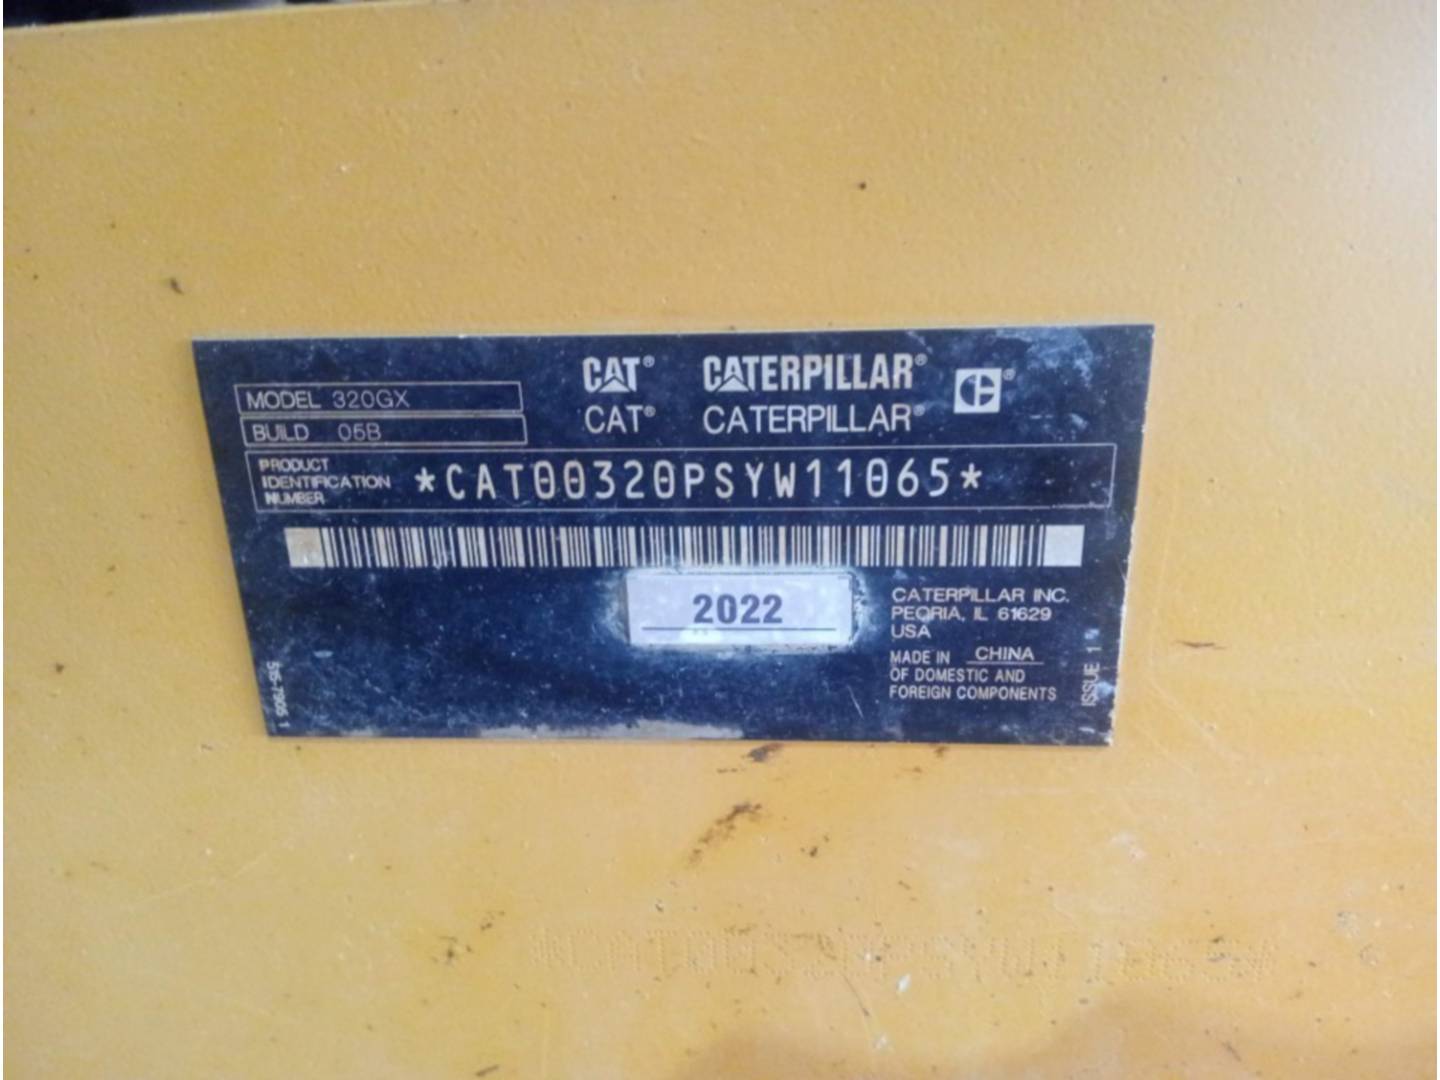 MODEL 320GX
BUILD 05B
CAT® CATERPILLAR®
CAT® CATERPILLAR®
PRODUCT
IDENTIFICATION
NUMBER
*CAT00320PSYW11065*
2022
CATERPILLAR INC.
PEORIA, IL 61629
USA
MADE IN CHINA
OF DOMESTIC AND
FOREIGN COMPONENTS
ISSUE 1